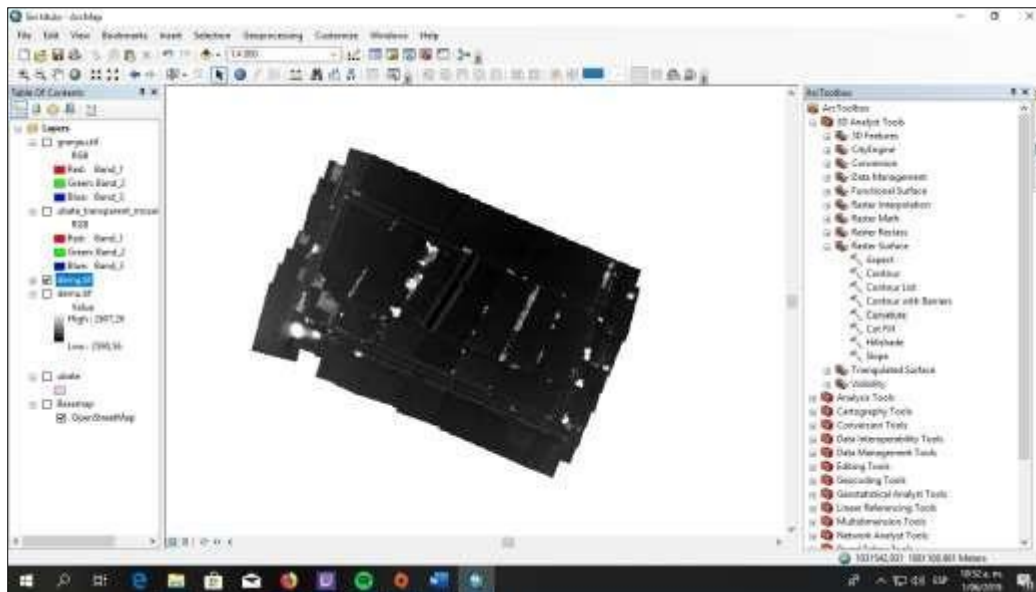 File Edit View Bookmarks Insert Selection Geoprocessing Customize Windows Help
Table Of Contents
Layers
RGB
Red: Band_1
Green: Band_2
Blue: Band_3
RGB
Red: Band_1
Green: Band_2
Blue: Band_3
Value
High :
Low :
ubate
Basemap
OpenStreetMap
ArcToolbox
ArcToolbox
3D Analyst Tools
3D Features
CityEngine
Conversion
Data Management
Functional Surface
Raster Interpolation
Raster Math
Raster Reclass
Raster Surface
Aspect
Contour
Contour List
Contour with Barriers
Curvature
Cut Fill
Hillshade
Slope
Triangulated Surface
Visibility
Analysis Tools
Cartography Tools
Conversion Tools
Data Interoperability Tools
Data Management Tools
Editing Tools
Geocoding Tools
Geostatistical Analyst Tools
Linear Referencing Tools
Multidimension Tools
Network Analyst Tools
Meters
ESP